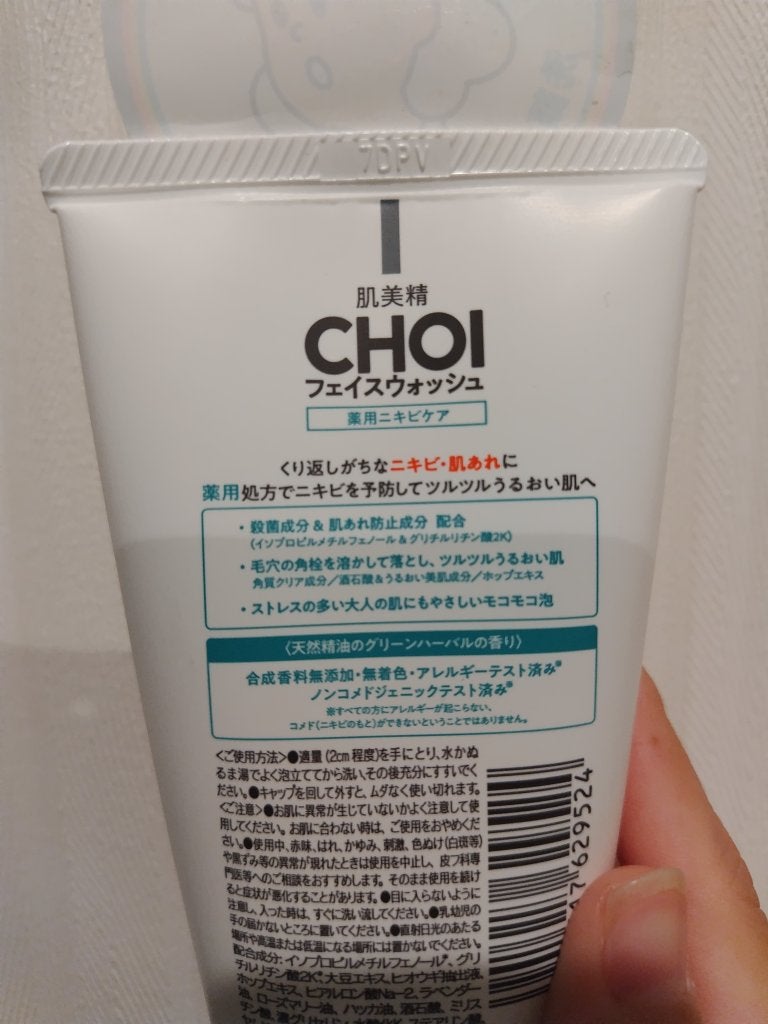 7DPV
肌美精
CHOI
フェイスウォッシュ
薬用ニキビケア
くり返しがちなニキビ・肌あれに
薬用処方でニキビを予防してツルツルうるおい肌へ
・殺菌成分&肌あれ防止成分 配合
(イソプロピルメチルフェノール&グリチルリチン酸2K)
・毛穴の角栓を溶かして落とし、ツルツルうるおい肌
角質クリア成分/酒石酸&うるおい美肌成分/ホップエキス
・ストレスの多い大人の肌にもやさしいモコモコ泡
〈天然精油のグリーンハーバルの香り〉
合成香料無添加・無着色・アレルギーテスト済み※
ノンコメドジェニックテスト済み※
※すべての方にアレルギーが起こらない、
コメド(ニキビのもと)ができないということではありません。
<ご使用方法>●適量(2cm程度)を手にとり、水かぬ
るま湯でよく泡立ててから洗い、その後充分にすすいでく
ださい。●キャップを回して外すと、ムダなく使い切れます。
<ご注意>●お肌に異常が生じていないかよく注意して使
用してください。お肌に合わない時は、ご使用をおやめくだ
さい。●使用中、赤味、はれ、かゆみ、刺激、色ぬけ(白斑等)
や黒ずみ等の異常が現れたときは使用を中止し、皮フ科専
門医等へのご相談をおすすめします。そのまま使用を続け
ると症状が悪化することがあります。●目に入らないように
注意し、入った時は、すぐに洗い流してください。●乳幼児の
手の届かないところに置いてください。●直射日光のあたる
場所や高温または低温になる場所には置かないでください。
配合成分:イソプロピルメチルフェノール*、グリ
チルリチン酸2K*、大豆エキス、ヒオウギ抽出液、
ホップエキス、ヒアルロン酸Na-2、ラベンダー
油、ローズマリー油、ハッカ油、酒石酸、ミリス
チン酸、濃グリセリン、水酸化K、ステアリン酸、
47 629524